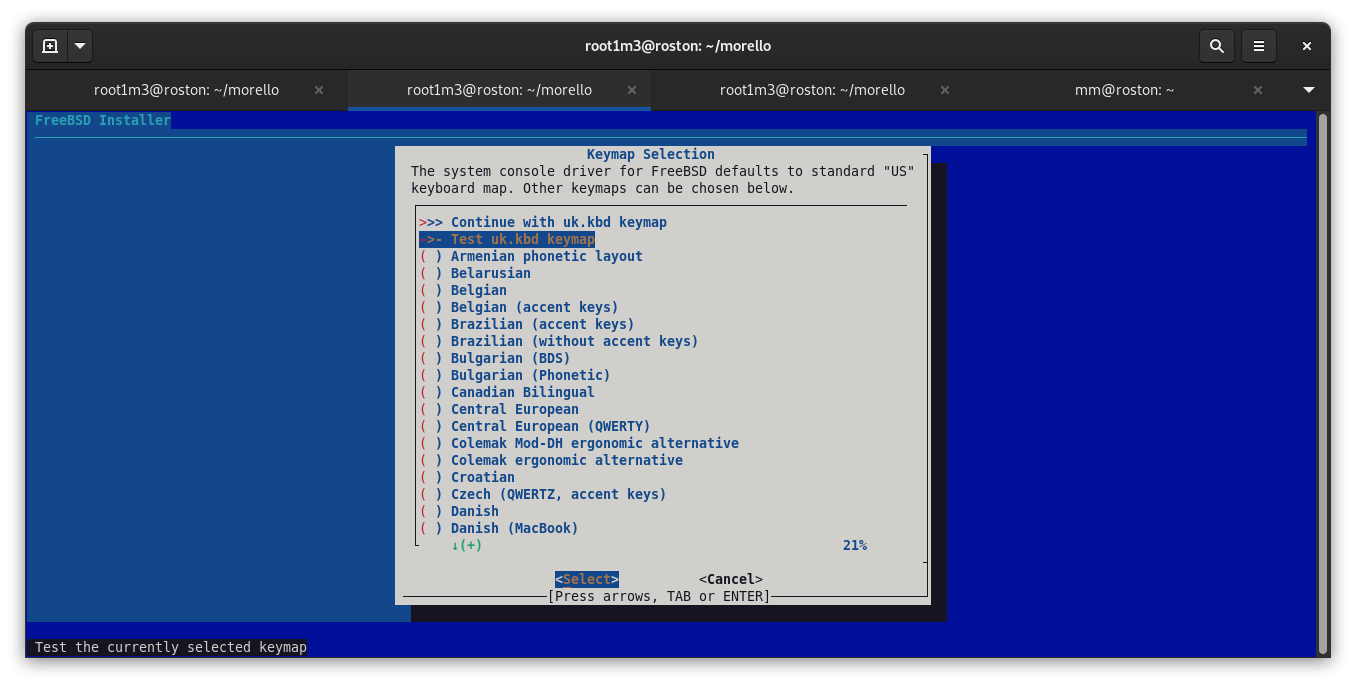 root1m3@roston: ~/morello
root1m3@roston: ~/morello
root1m3@roston: ~/morello
root1m3@roston: ~/morello
mm@roston: ~
FreeBSD Installer
Keymap Selection
The system console driver for FreeBSD defaults to standard "US"
keyboard map. Other keymaps can be chosen below.
>>> Continue with uk.kbd keymap
->- Test uk.kbd keymap
( ) Armenian phonetic layout
( ) Belarusian
( ) Belgian
( ) Belgian (accent keys)
( ) Brazilian (accent keys)
( ) Brazilian (without accent keys)
( ) Bulgarian (BDS)
( ) Bulgarian (Phonetic)
( ) Canadian Bilingual
( ) Central European
( ) Central European (QWERTY)
( ) Colemak Mod-DH ergonomic alternative
( ) Colemak ergonomic alternative
( ) Croatian
( ) Czech (QWERTZ, accent keys)
( ) Danish
( ) Danish (MacBook)
↓(+) 21%
<Select> <Cancel>
[Press arrows, TAB or ENTER]
Test the currently selected keymap